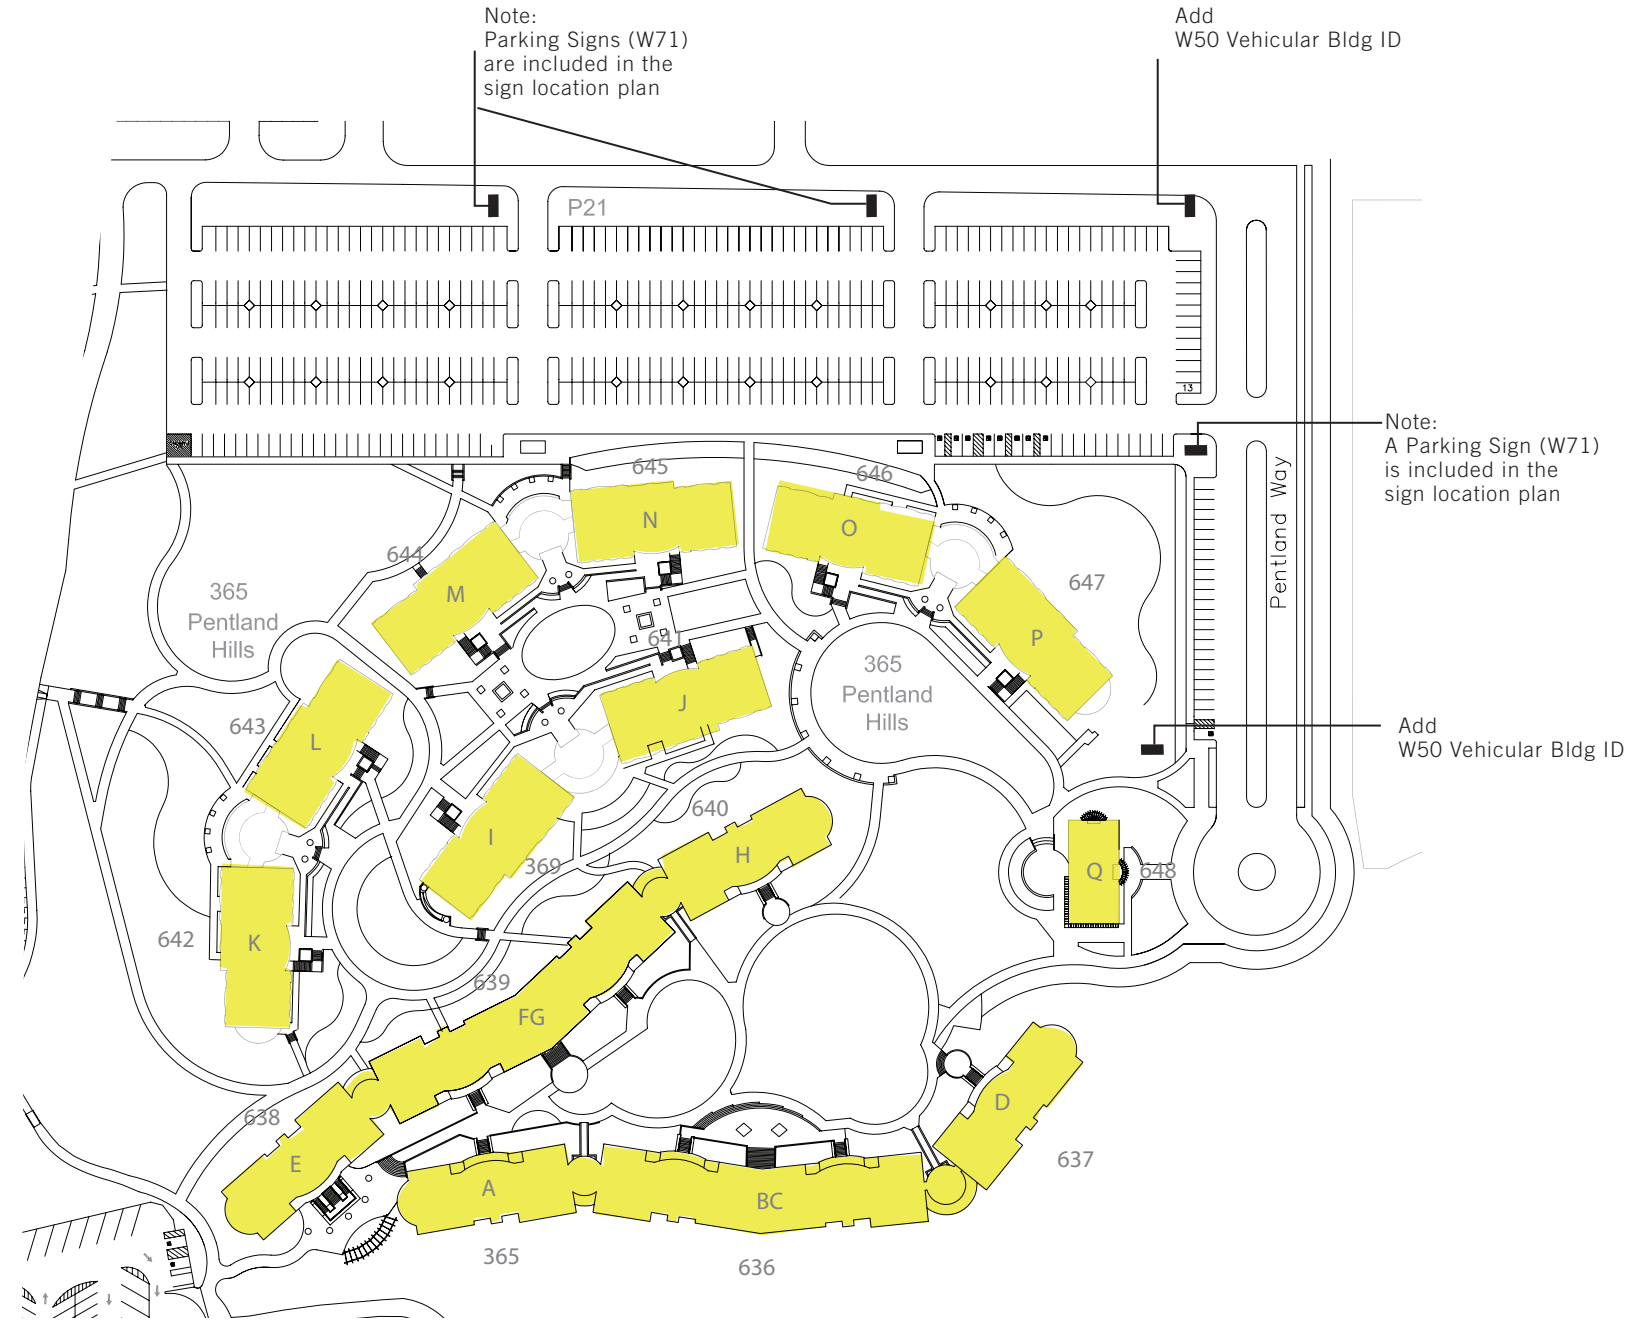 Note:
Parking Signs (W71)
are included in the
sign location plan
Add
W50 Vehicular Bldg ID
P21
13
Note:
A Parking Sign (W71)
is included in the
sign location plan
Pentland Way
645
646
N
O
644
M
647
P
365
Pentland
Hills
641
J
365
Pentland
Hills
643
L
Add
W50 Vehicular Bldg ID
640
I
369
H
Q
648
642
K
639
FG
638
E
D
637
A
BC
365
636